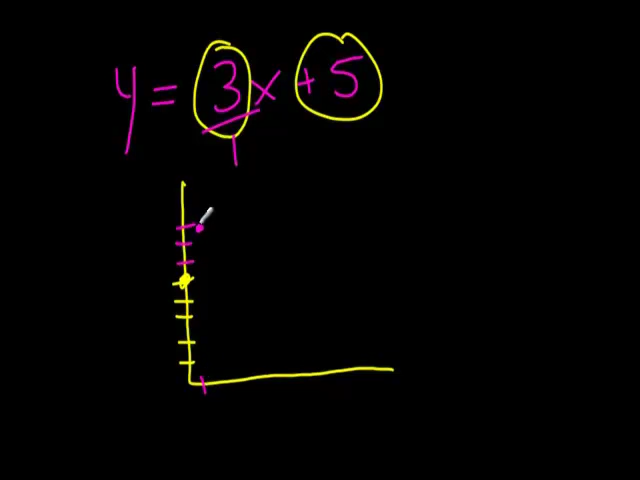 y = 3x + 5
1